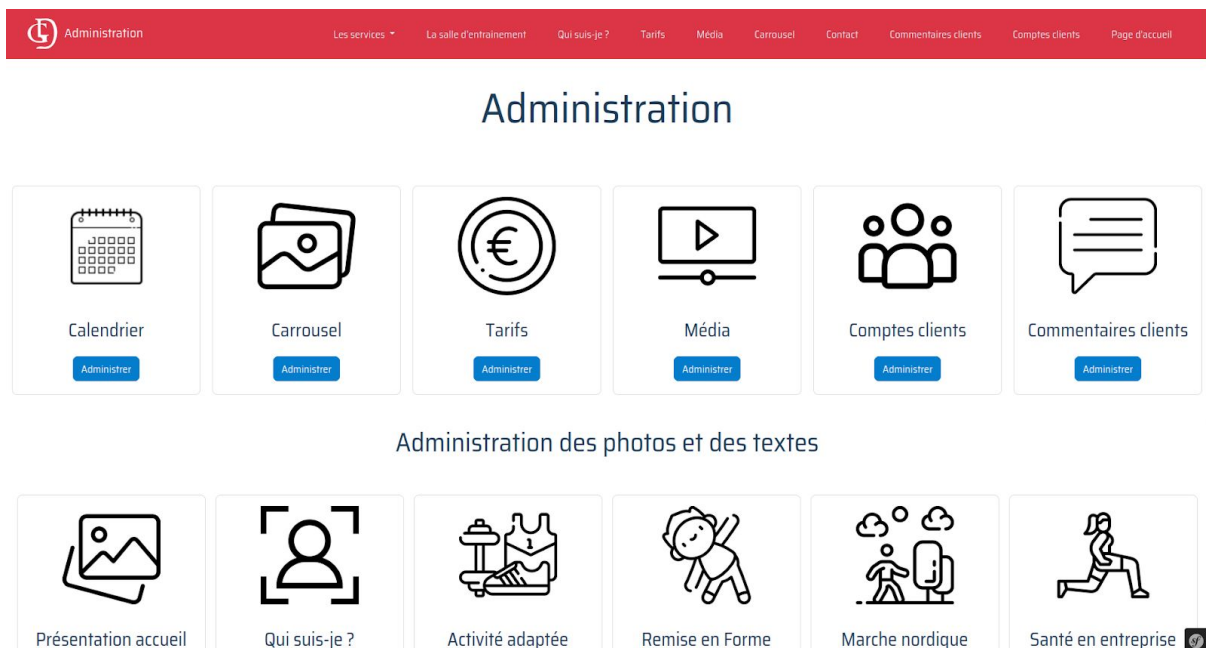 Administration
Les services La salle d'entrainement Qui suis-je ? Tarifs Média Carrousel Contact Commentaires clients Comptes clients Page d'accueil
Administration
Calendrier Carrousel Tarifs Média Comptes clients Commentaires clients
Administrer Administrer Administrer Administrer Administrer Administrer
Administration des photos et des textes
1
Présentation accueil Qui suis-je ? Activité adaptée Remise en Forme Marche nordique Santé en entreprise
sf